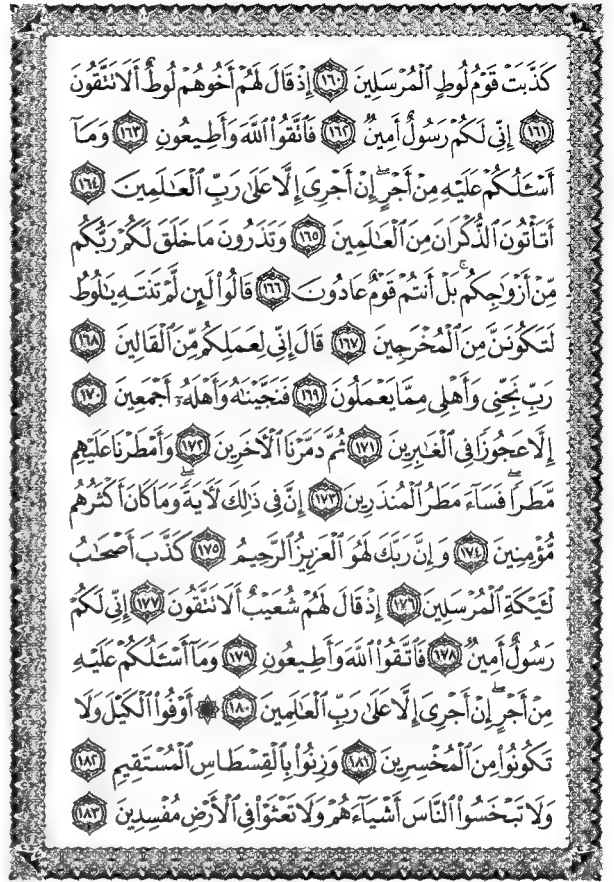 كَذَّبَتْ قَوْمُ لُوطٍ ٱلْمُرْسَلِينَ ١٦٠ إِذْ قَالَ لَهُمْ أَخُوهُمْ لُوطٌ أَلَا تَتَّقُونَ
١٦١ إِنِّى لَكُمْ رَسُولٌ أَمِينٌ ١٦٢ فَٱتَّقُوا۟ ٱللَّهَ وَأَطِيعُونِ ١٦٣ وَمَآ
أَسْـَٔلُكُمْ عَلَيْهِ مِنْ أَجْرٍ ۖ إِنْ أَجْرِىَ إِلَّا عَلَىٰ رَبِّ ٱلْعَـٰلَمِينَ ١٦٤
أَتَأْتُونَ ٱلذُّكْرَانَ مِنَ ٱلْعَـٰلَمِينَ ١٦٥ وَتَذَرُونَ مَا خَلَقَ لَكُمْ رَبُّكُم
مِّنْ أَزْوَٰجِكُم ۚ بَلْ أَنتُمْ قَوْمٌ عَادُونَ ١٦٦ قَالُوا۟ لَئِن لَّمْ تَنتَهِ يَـٰلُوطُ
لَتَكُونَنَّ مِنَ ٱلْمُخْرَجِينَ ١٦٧ قَالَ إِنِّى لِعَمَلِكُم مِّنَ ٱلْقَالِينَ ١٦٨
رَبِّ نَجِّنِى وَأَهْلِى مِمَّا يَعْمَلُونَ ١٦٩ فَنَجَّيْنَـٰهُ وَأَهْلَهُۥٓ أَجْمَعِينَ ١٧٠
إِلَّا عَجُوزًا فِى ٱلْغَـٰبِرِينَ ١٧١ ثُمَّ دَمَّرْنَا ٱلْـَٔاخَرِينَ ١٧٢ وَأَمْطَرْنَا عَلَيْهِم
مَّطَرًا ۖ فَسَآءَ مَطَرُ ٱلْمُنذَرِينَ ١٧٣ إِنَّ فِى ذَٰلِكَ لَـَٔايَةً ۖ وَمَا كَانَ أَكْثَرُهُم
مُّؤْمِنِينَ ١٧٤ وَإِنَّ رَبَّكَ لَهُوَ ٱلْعَزِيزُ ٱلرَّحِيمُ ١٧٥ كَذَّبَ أَصْحَـٰبُ
لْـَٔيْكَةِ ٱلْمُرْسَلِينَ ١٧٦ إِذْ قَالَ لَهُمْ شُعَيْبٌ أَلَا تَتَّقُونَ ١٧٧ إِنِّى لَكُمْ
رَسُولٌ أَمِينٌ ١٧٨ فَٱتَّقُوا۟ ٱللَّهَ وَأَطِيعُونِ ١٧٩ وَمَآ أَسْـَٔلُكُمْ عَلَيْهِ
مِنْ أَجْرٍ ۖ إِنْ أَجْرِىَ إِلَّا عَلَىٰ رَبِّ ٱلْعَـٰلَمِينَ ١٨٠ ۞ أَوْفُوا۟ ٱلْكَيْلَ وَلَا
تَكُونُوا۟ مِنَ ٱلْمُخْسِرِينَ ١٨١ وَزِنُوا۟ بِٱلْقِسْطَاسِ ٱلْمُسْتَقِيمِ ١٨٢
وَلَا تَبْخَسُوا۟ ٱلنَّاسَ أَشْيَآءَهُمْ وَلَا تَعْثَوْا۟ فِى ٱلْأَرْضِ مُفْسِدِينَ ١٨٣